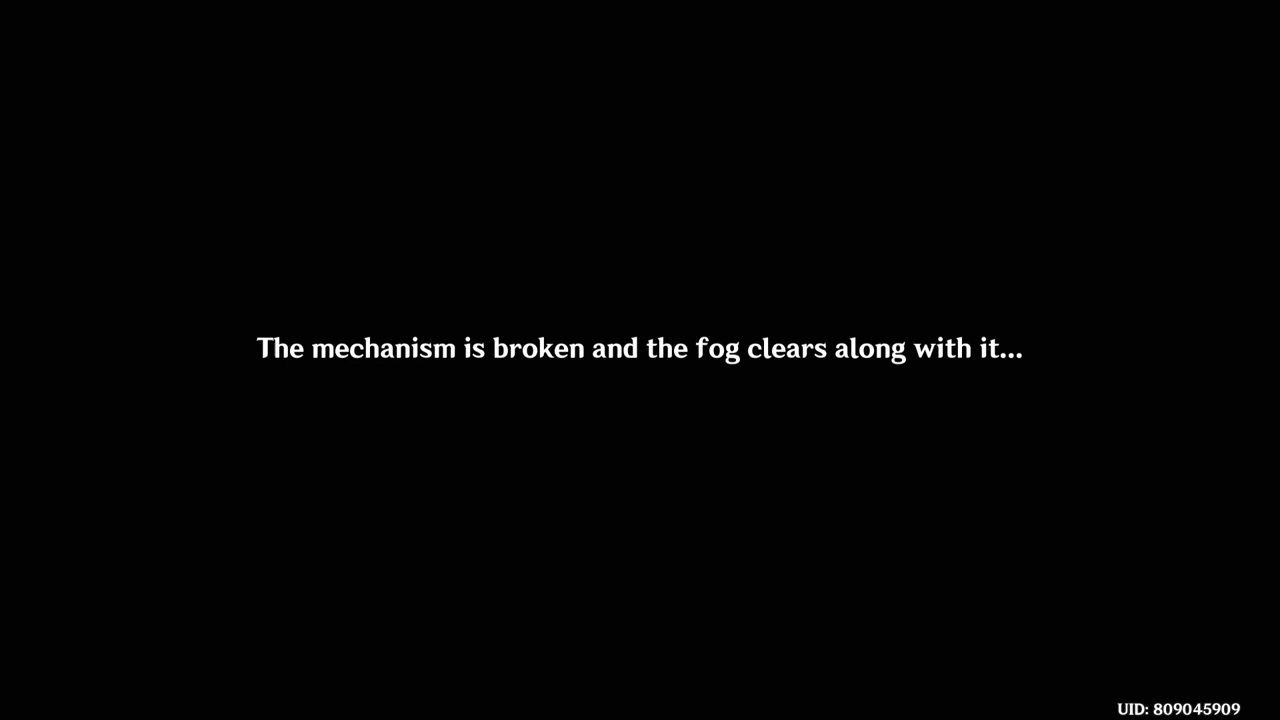 The mechanism is broken and the fog clears along with it...
UID: 809045909